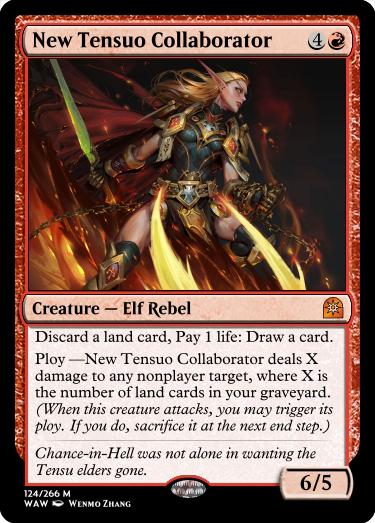 New Tensuo Collaborator 4
Creature — Elf Rebel
Discard a land card, Pay 1 life: Draw a card.
Ploy —New Tensuo Collaborator deals X
damage to any nonplayer target, where X is
the number of land cards in your graveyard.
(When this creature attacks, you may trigger its
ploy. If you do, sacrifice it at the next end step.)
Chance-in-Hell was not alone in wanting the
Tensu elders gone.
6/5
124/266 M
WAW Wenmo Zhang